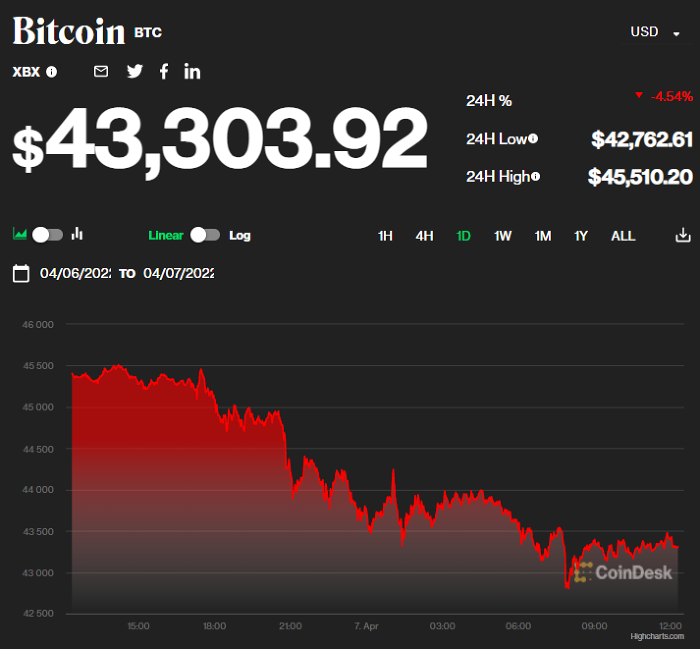 Bitcoin BTC
USD
XBX
$43,303.92
24H % -4.54%
24H Low $42,762.61
24H High $45,510.20
Linear Log
1H 4H 1D 1W 1M 1Y ALL
04/06/2022 TO 04/07/2022
46 000
45 500
45 000
44 500
44 000
43 500
43 000
42 500
CoinDesk
15:00 18:00 21:00 7. Apr 03:00 06:00 09:00 12:00
Highcharts.com